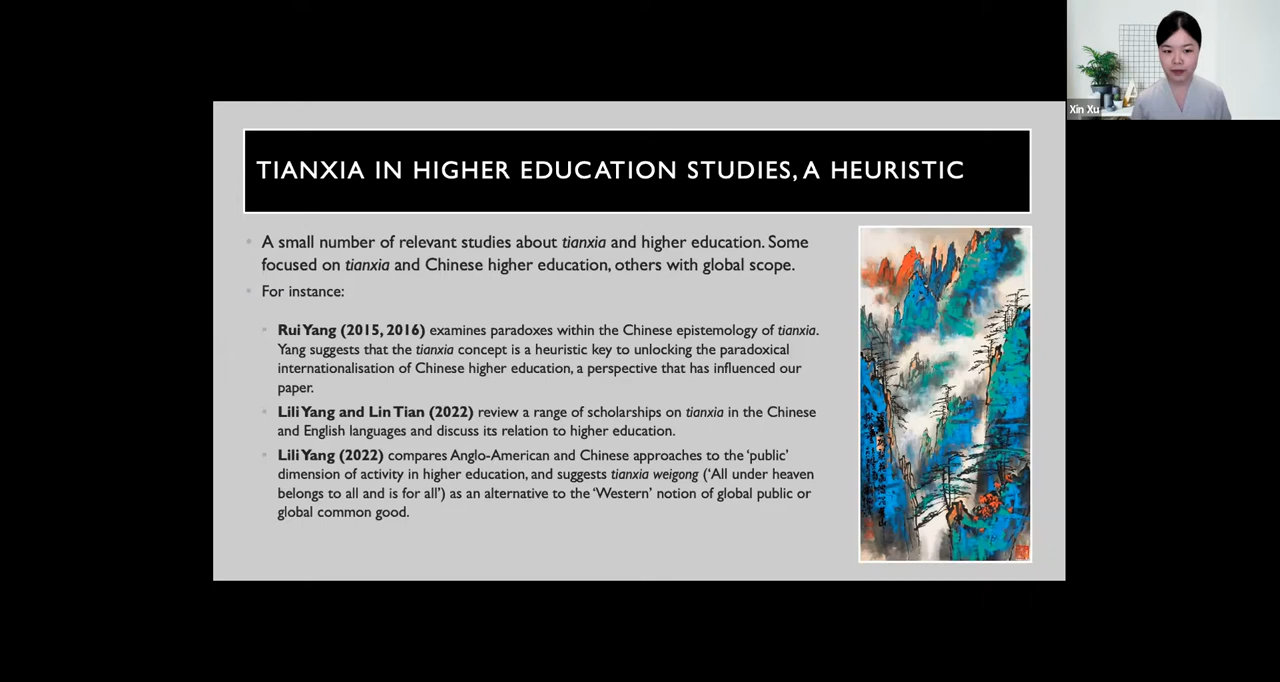 Xin Xu
TIANXIA IN HIGHER EDUCATION STUDIES, A HEURISTIC
A small number of relevant studies about tianxia and higher education. Some
focused on tianxia and Chinese higher education, others with global scope.
For instance:
Rui Yang (2015, 2016) examines paradoxes within the Chinese epistemology of tianxia.
Yang suggests that the tianxia concept is a heuristic key to unlocking the paradoxical
internationalisation of Chinese higher education, a perspective that has influenced our
paper.
Lili Yang and Lin Tian (2022) review a range of scholarships on tianxia in the Chinese
and English languages and discuss its relation to higher education.
Lili Yang (2022) compares Anglo-American and Chinese approaches to the ‘public’
dimension of activity in higher education, and suggests tianxia weigong (‘All under heaven
belongs to all and is for all’) as an alternative to the ‘Western’ notion of global public or
global common good.